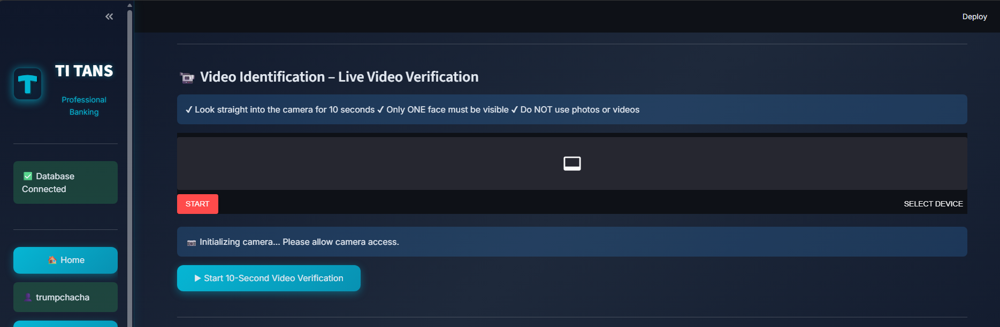 Deploy
TI TANS
Professional
Banking
✅ Database
Connected
🏠 Home
👤 trumpchacha
Video Identification – Live Video Verification
✔ Look straight into the camera for 10 seconds ✔ Only ONE face must be visible ✔ Do NOT use photos or videos
START
SELECT DEVICE
📷 Initializing camera... Please allow camera access.
▶ Start 10-Second Video Verification